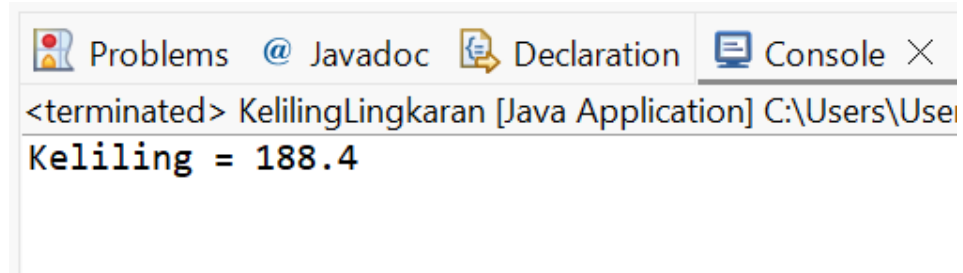 Problems @ Javadoc Declaration Console
<terminated> KelilingLingkaran [Java Application] C:\Users\User
Keliling = 188.4